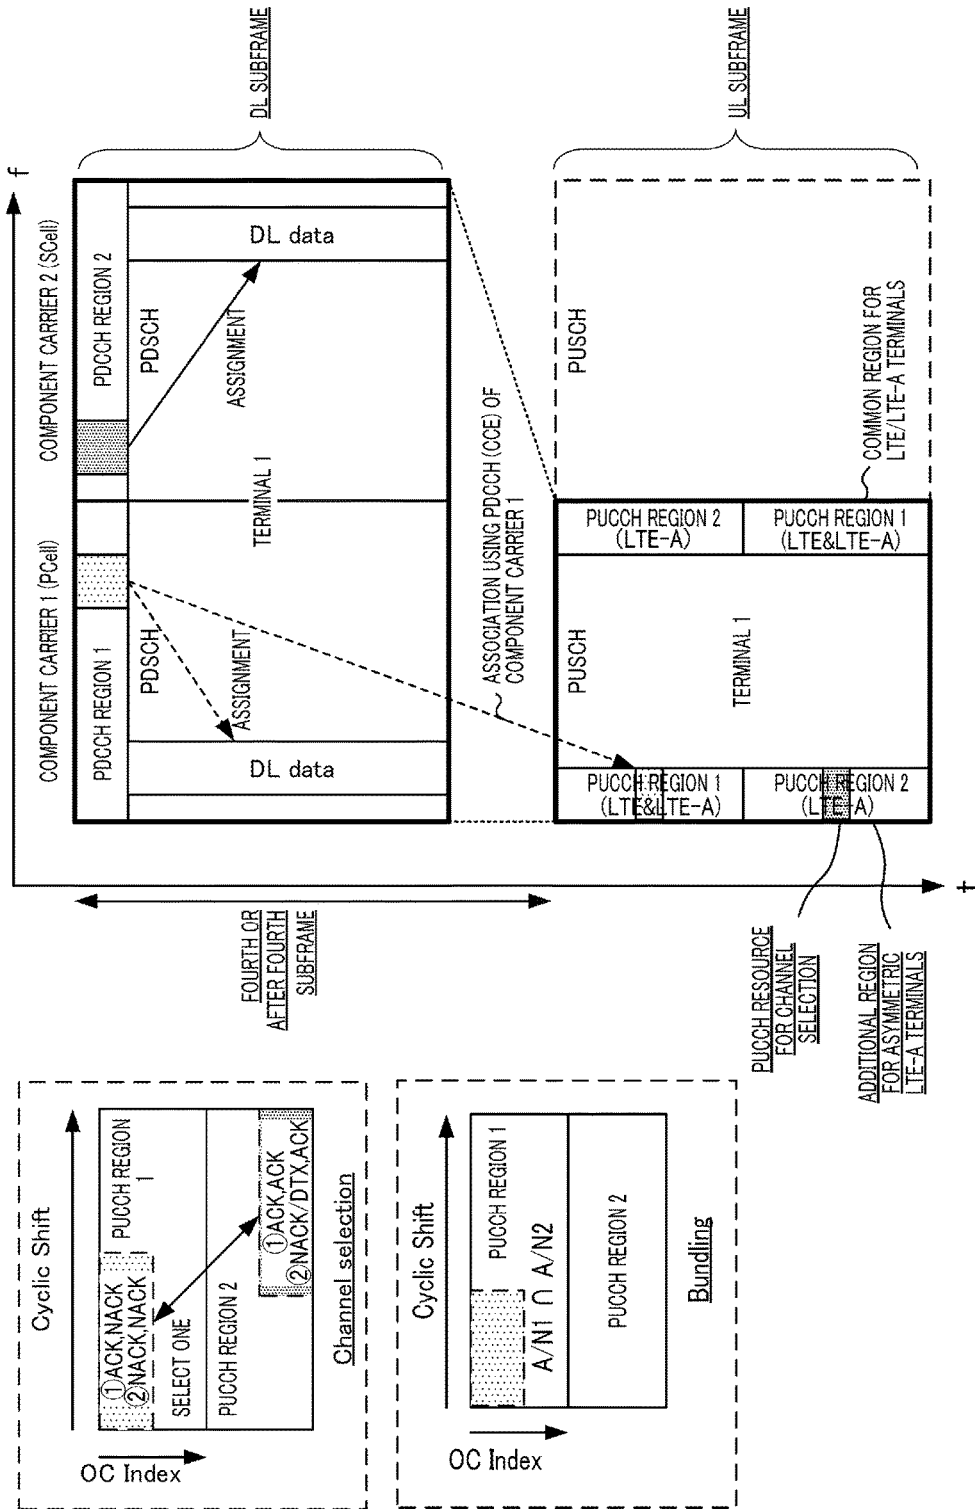 f
COMPONENT CARRIER 1 (PCell)
COMPONENT CARRIER 2 (SCell)
PDCCH REGION 1
PDCCH REGION 2
PDSCH
PDSCH
ASSIGNMENT
ASSIGNMENT
TERMINAL 1
DL data
DL data
DL SUBFRAME
FOURTH OR
AFTER FOURTH
SUBFRAME
ASSOCIATION USING PDCCH (CCE) OF
COMPONENT CARRIER 1
PUCCH REGION 1
(LTE&LTE-A)
PUCCH REGION 2
(LTE-A)
PUSCH
TERMINAL 1
PUCCH REGION 2
(LTE-A)
PUCCH REGION 1
(LTE&LTE-A)
PUSCH
COMMON REGION FOR
LTE/LTE-A TERMINALS
UL SUBFRAME
t
PUCCH RESOURCE
FOR CHANNEL
SELECTION
ADDITIONAL REGION
FOR ASYMMETRIC
LTE-A TERMINALS
Cyclic Shift
OC Index
①ACK,NACK
②NACK,NACK
PUCCH REGION
1
SELECT ONE
PUCCH REGION 2
①ACK,ACK
②NACK/DTX,ACK
Channel selection
Cyclic Shift
OC Index
PUCCH REGION 1
A/N1 ∩ A/N2
PUCCH REGION 2
Bundling